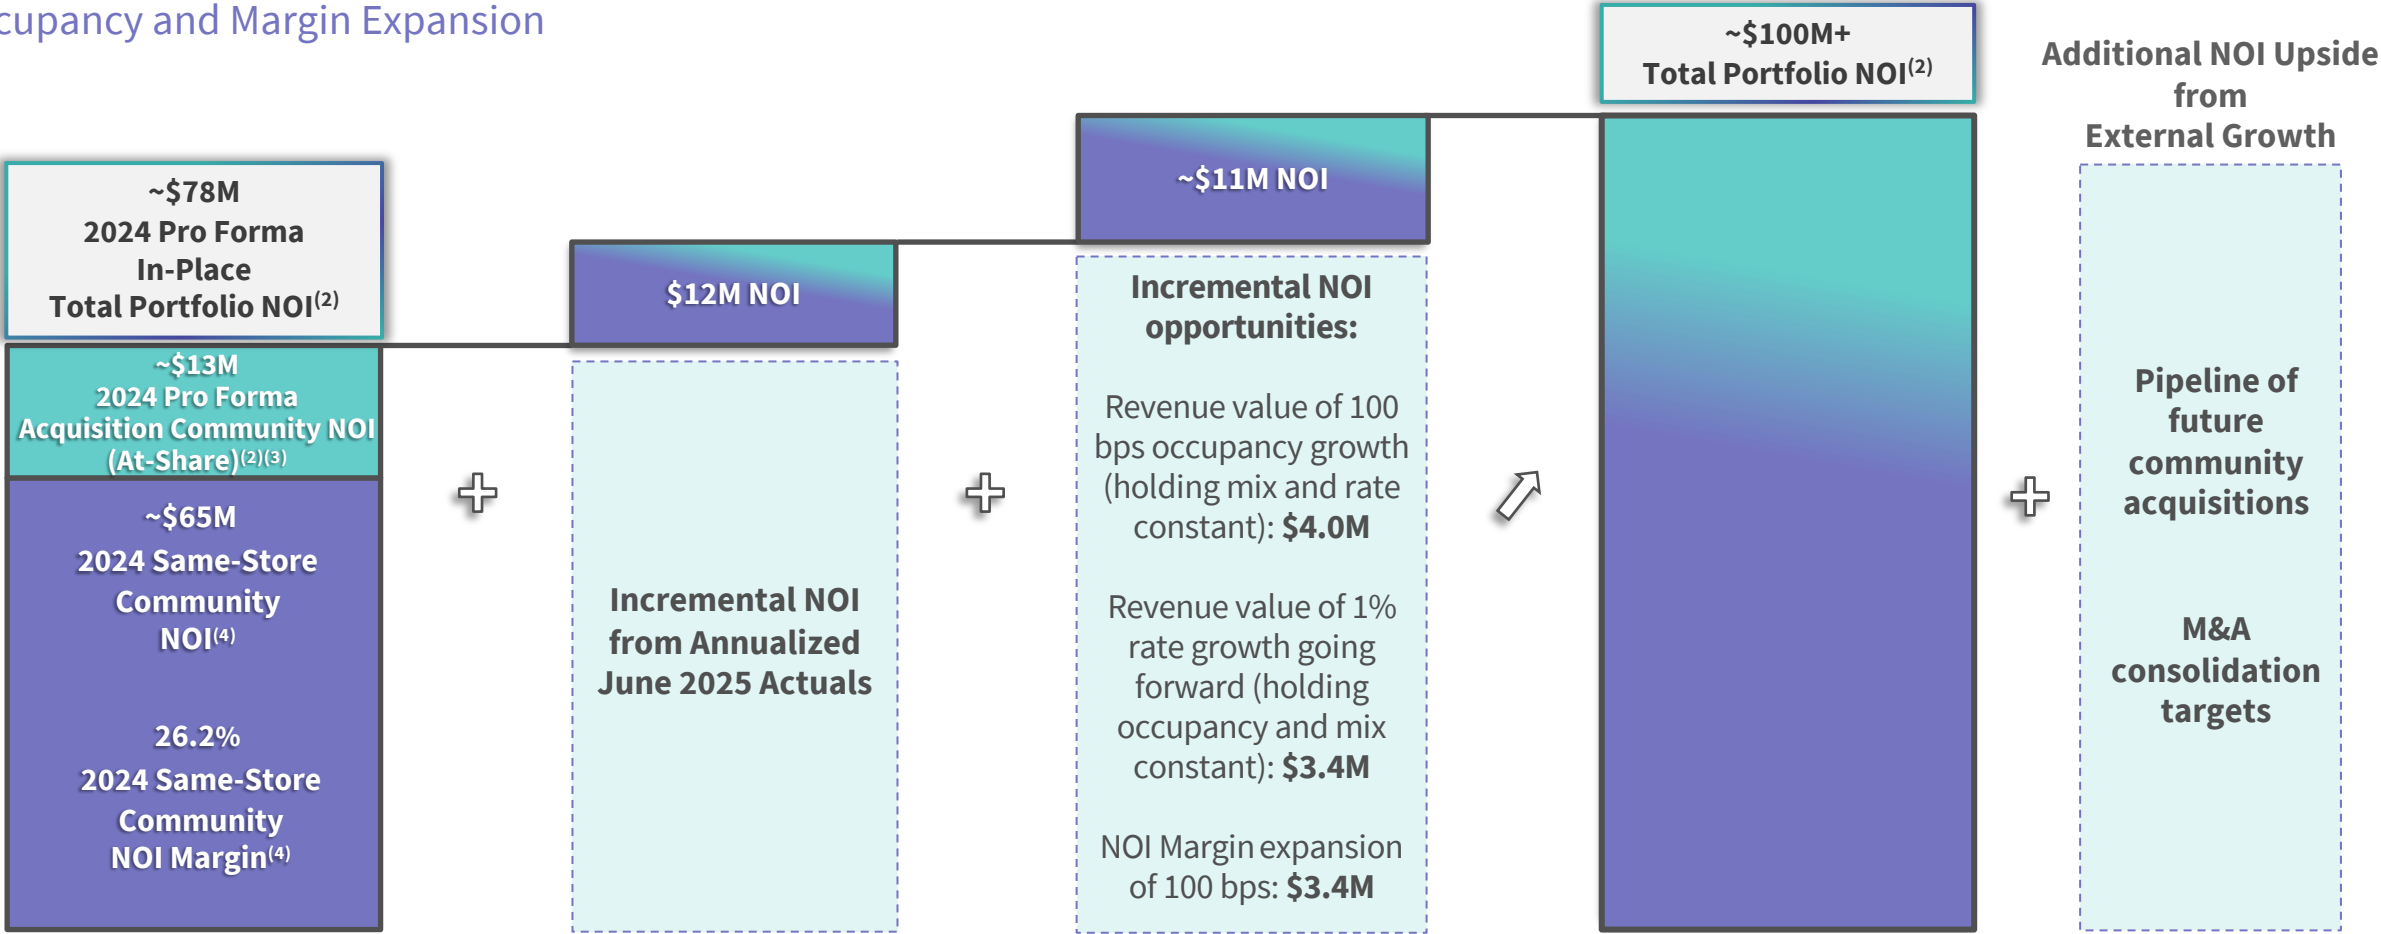 cupancy and Margin Expansion
~$78M
2024 Pro Forma
In-Place
Total Portfolio NOI(2)
~$13M
2024 Pro Forma
Acquisition Community NOI
(At-Share)(2)(3)
~$65M
2024 Same-Store
Community
NOI(4)
26.2%
2024 Same-Store
Community
NOI Margin(4)
$12M NOI
Incremental NOI
from Annualized
June 2025 Actuals
~$11M NOI
Incremental NOI
opportunities:
Revenue value of 100
bps occupancy growth
(holding mix and rate
constant): $4.0M
Revenue value of 1%
rate growth going
forward (holding
occupancy and mix
constant): $3.4M
NOI Margin expansion
of 100 bps: $3.4M
~$100M+
Total Portfolio NOI(2)
Additional NOI Upside
from
External Growth
Pipeline of
future
community
acquisitions
M&A
consolidation
targets